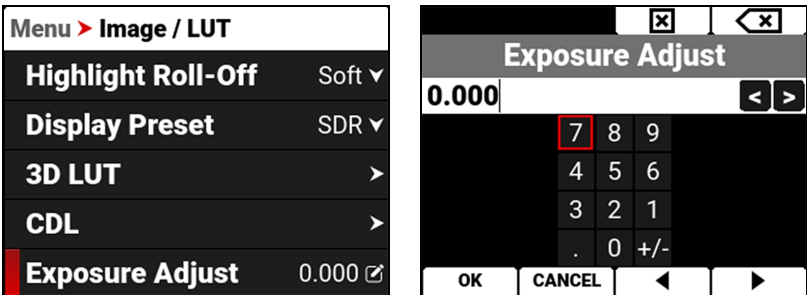 Menu > Image / LUT
Highlight Roll-Off Soft
Display Preset SDR
3D LUT >
CDL >
Exposure Adjust 0.000
Exposure Adjust
0.000 < >
7 8 9
4 5 6
3 2 1
. 0 +/-
OK CANCEL